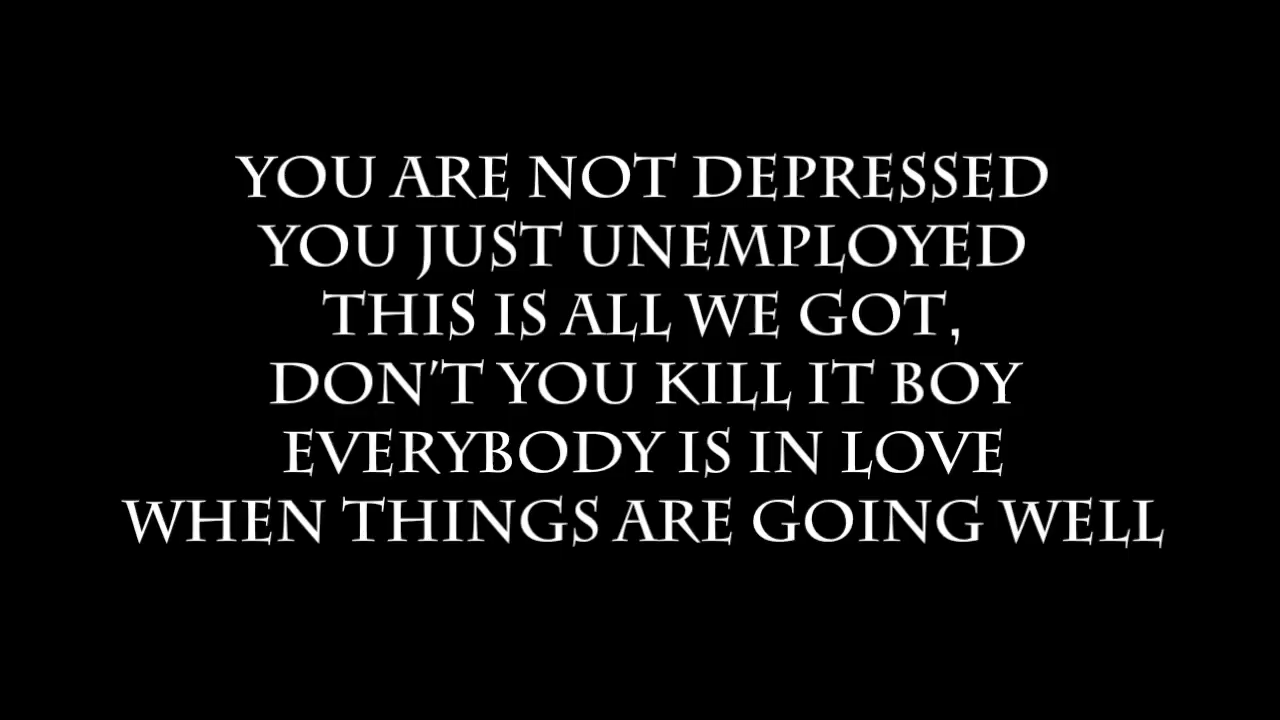 YOU ARE NOT DEPRESSED
YOU JUST UNEMPLOYED
THIS IS ALL WE GOT,
DON'T YOU KILL IT BOY
EVERYBODY IS IN LOVE
WHEN THINGS ARE GOING WELL